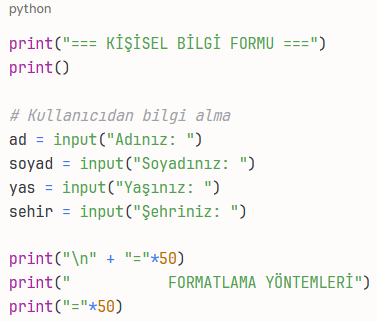 python
print("=== KİŞİSEL BİLGİ FORMU ===")
print()
# Kullanıcıdan bilgi alma
ad = input("Adınız: ")
soyad = input("Soyadınız: ")
yas = input("Yaşınız: ")
sehir = input("Şehriniz: ")
print("\n" + "="*50)
print("          FORMATLAMA YÖNTEMLERİ")
print("="*50)